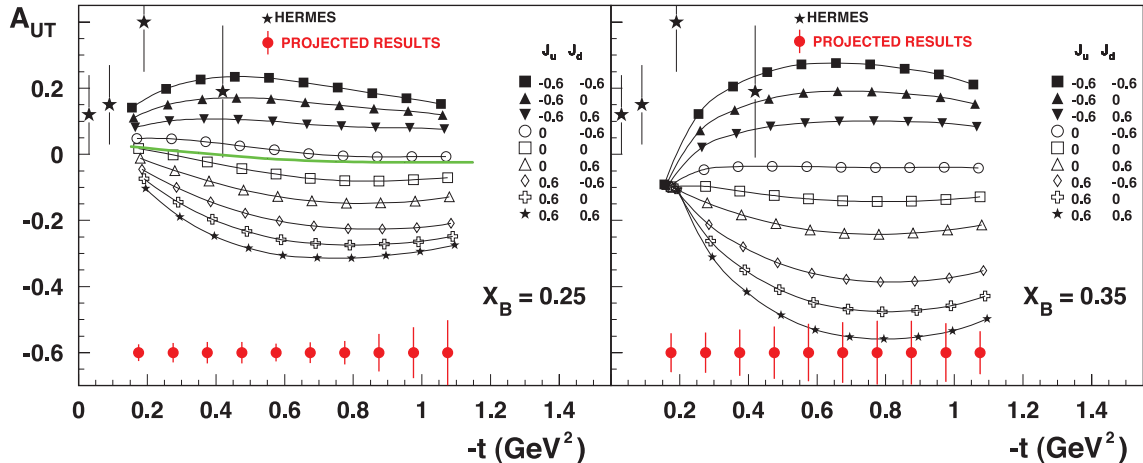 A_UT
HERMES
PROJECTED RESULTS
J_u J_d
-0.6 -0.6
-0.6 0
-0.6 0.6
0 -0.6
0 0
0 0.6
0.6 -0.6
0.6 0
0.6 0.6
X_B = 0.25
0.2
0
-0.2
-0.4
-0.6
0 0.2 0.4 0.6 0.8 1 1.2 1.4
-t (GeV²)
HERMES
PROJECTED RESULTS
J_u J_d
-0.6 -0.6
-0.6 0
-0.6 0.6
0 -0.6
0 0
0 0.6
0.6 -0.6
0.6 0
0.6 0.6
X_B = 0.35
0.2 0.4 0.6 0.8 1 1.2 1.4
-t (GeV²)